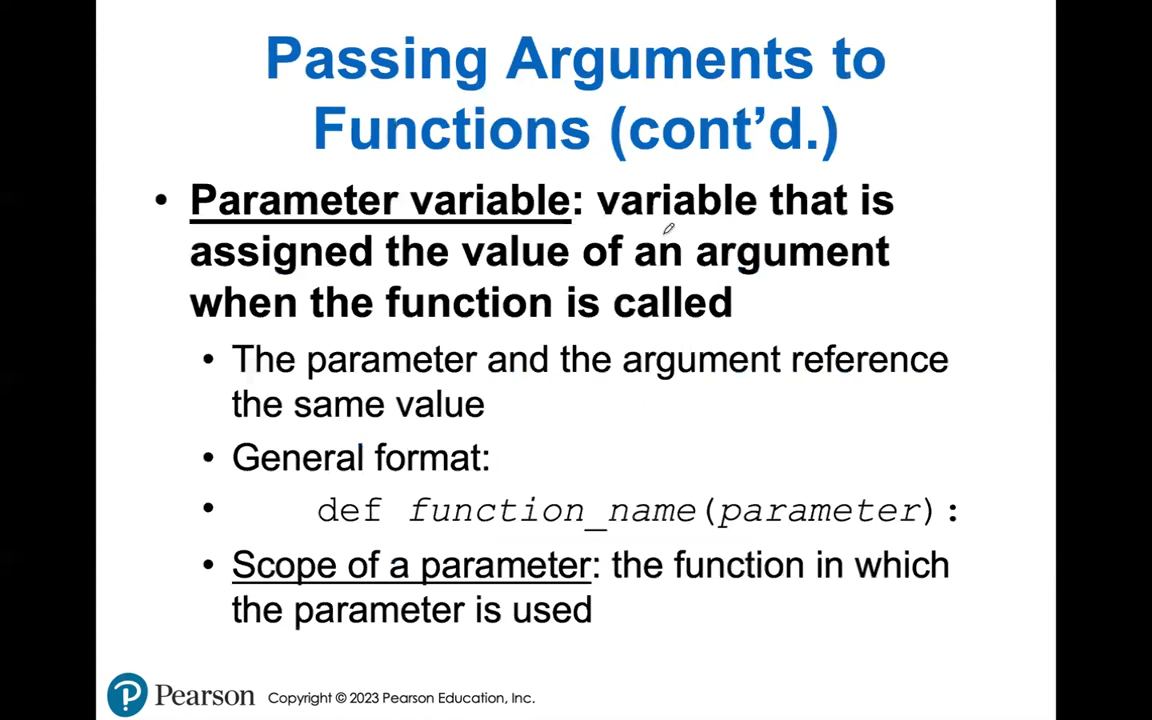 Passing Arguments to
Functions (cont’d.)
• Parameter variable: variable that is
assigned the value of an argument
when the function is called
• The parameter and the argument reference
the same value
• General format:
• def function_name(parameter):
• Scope of a parameter: the function in which
the parameter is used
P Pearson Copyright © 2023 Pearson Education, Inc.